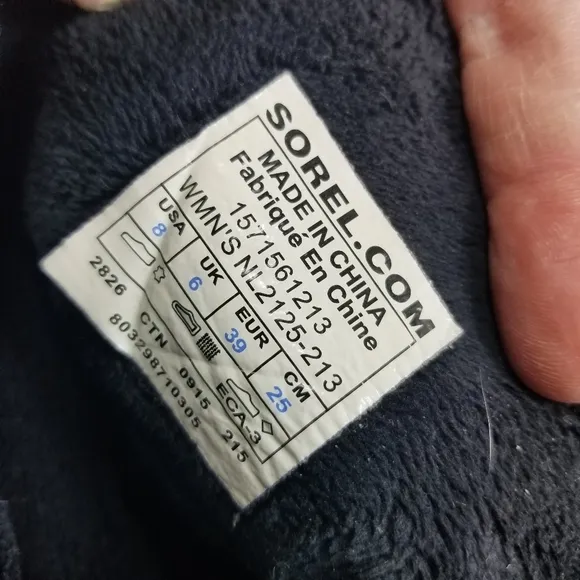 SOREL.COM
MADE IN CHINA
Fabriqué En Chine
1571561213
WMN'S NL2125-213
USA UK EUR CM
8 6 39 25
ECA-3
2826 CTN 0915 215
803298710305